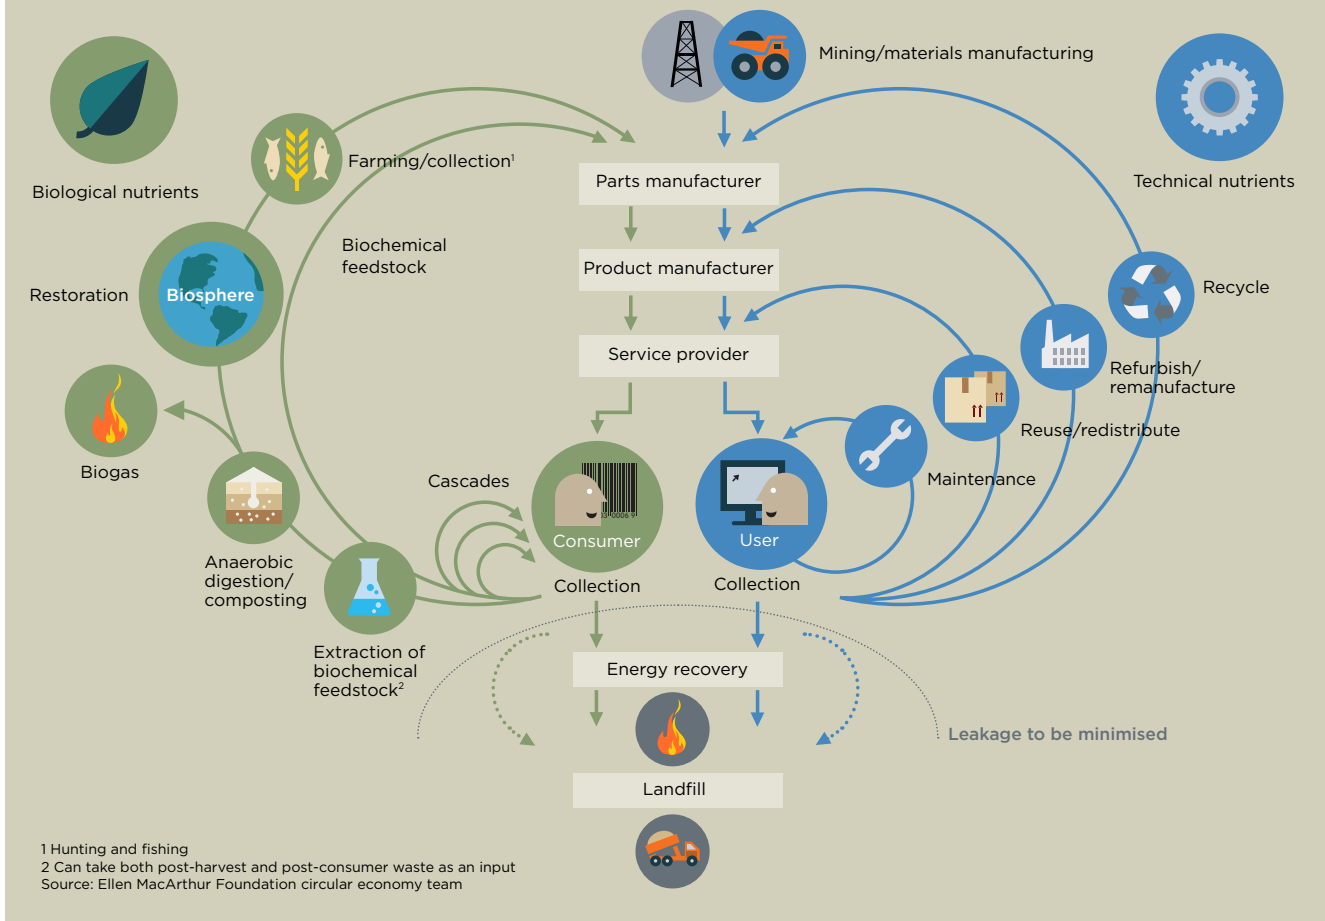 Mining/materials manufacturing
Biological nutrients
Technical nutrients
Farming/collection1
Parts manufacturer
Biochemical
feedstock
Product manufacturer
Restoration
Biosphere
Recycle
Service provider
Refurbish/
remanufacture
Reuse/redistribute
Biogas
Cascades
Maintenance
Consumer
User
Anaerobic
digestion/
composting
Collection
Collection
Extraction of
biochemical
feedstock2
Energy recovery
Leakage to be minimised
Landfill
1 Hunting and fishing
2 Can take both post-harvest and post-consumer waste as an input
Source: Ellen MacArthur Foundation circular economy team